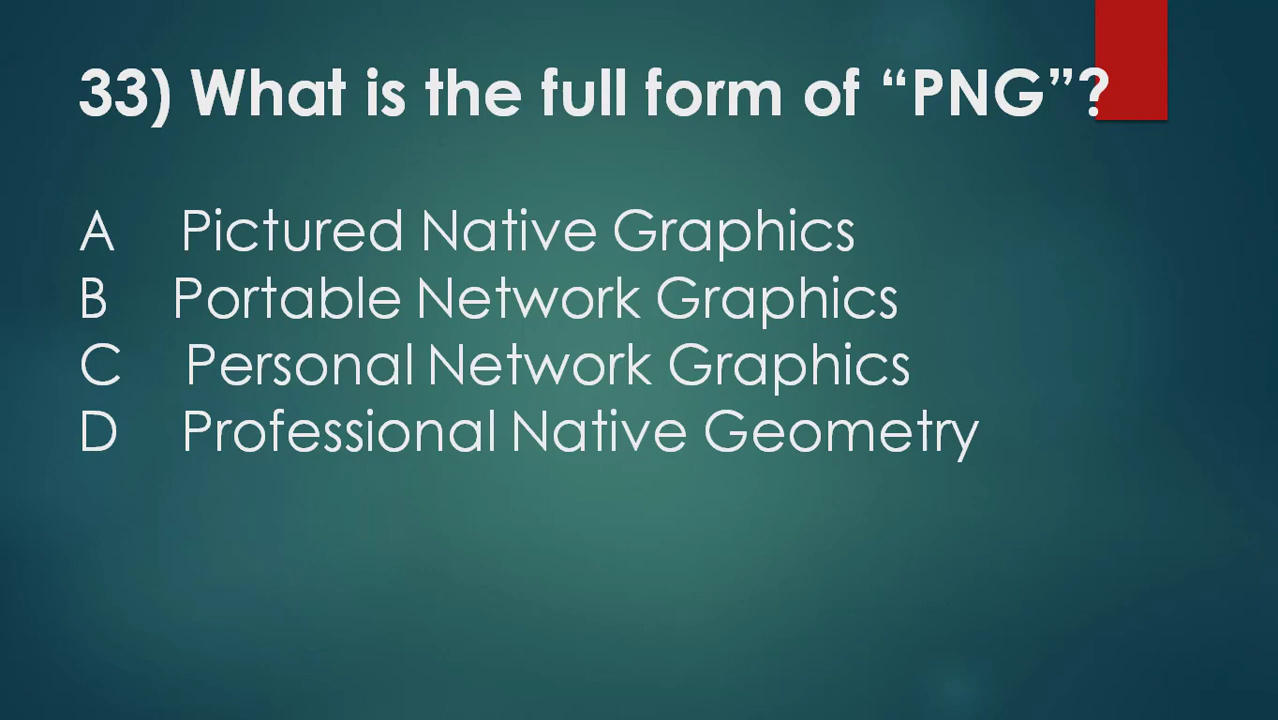 33) What is the full form of “PNG”?
A Pictured Native Graphics
B Portable Network Graphics
C Personal Network Graphics
D Professional Native Geometry